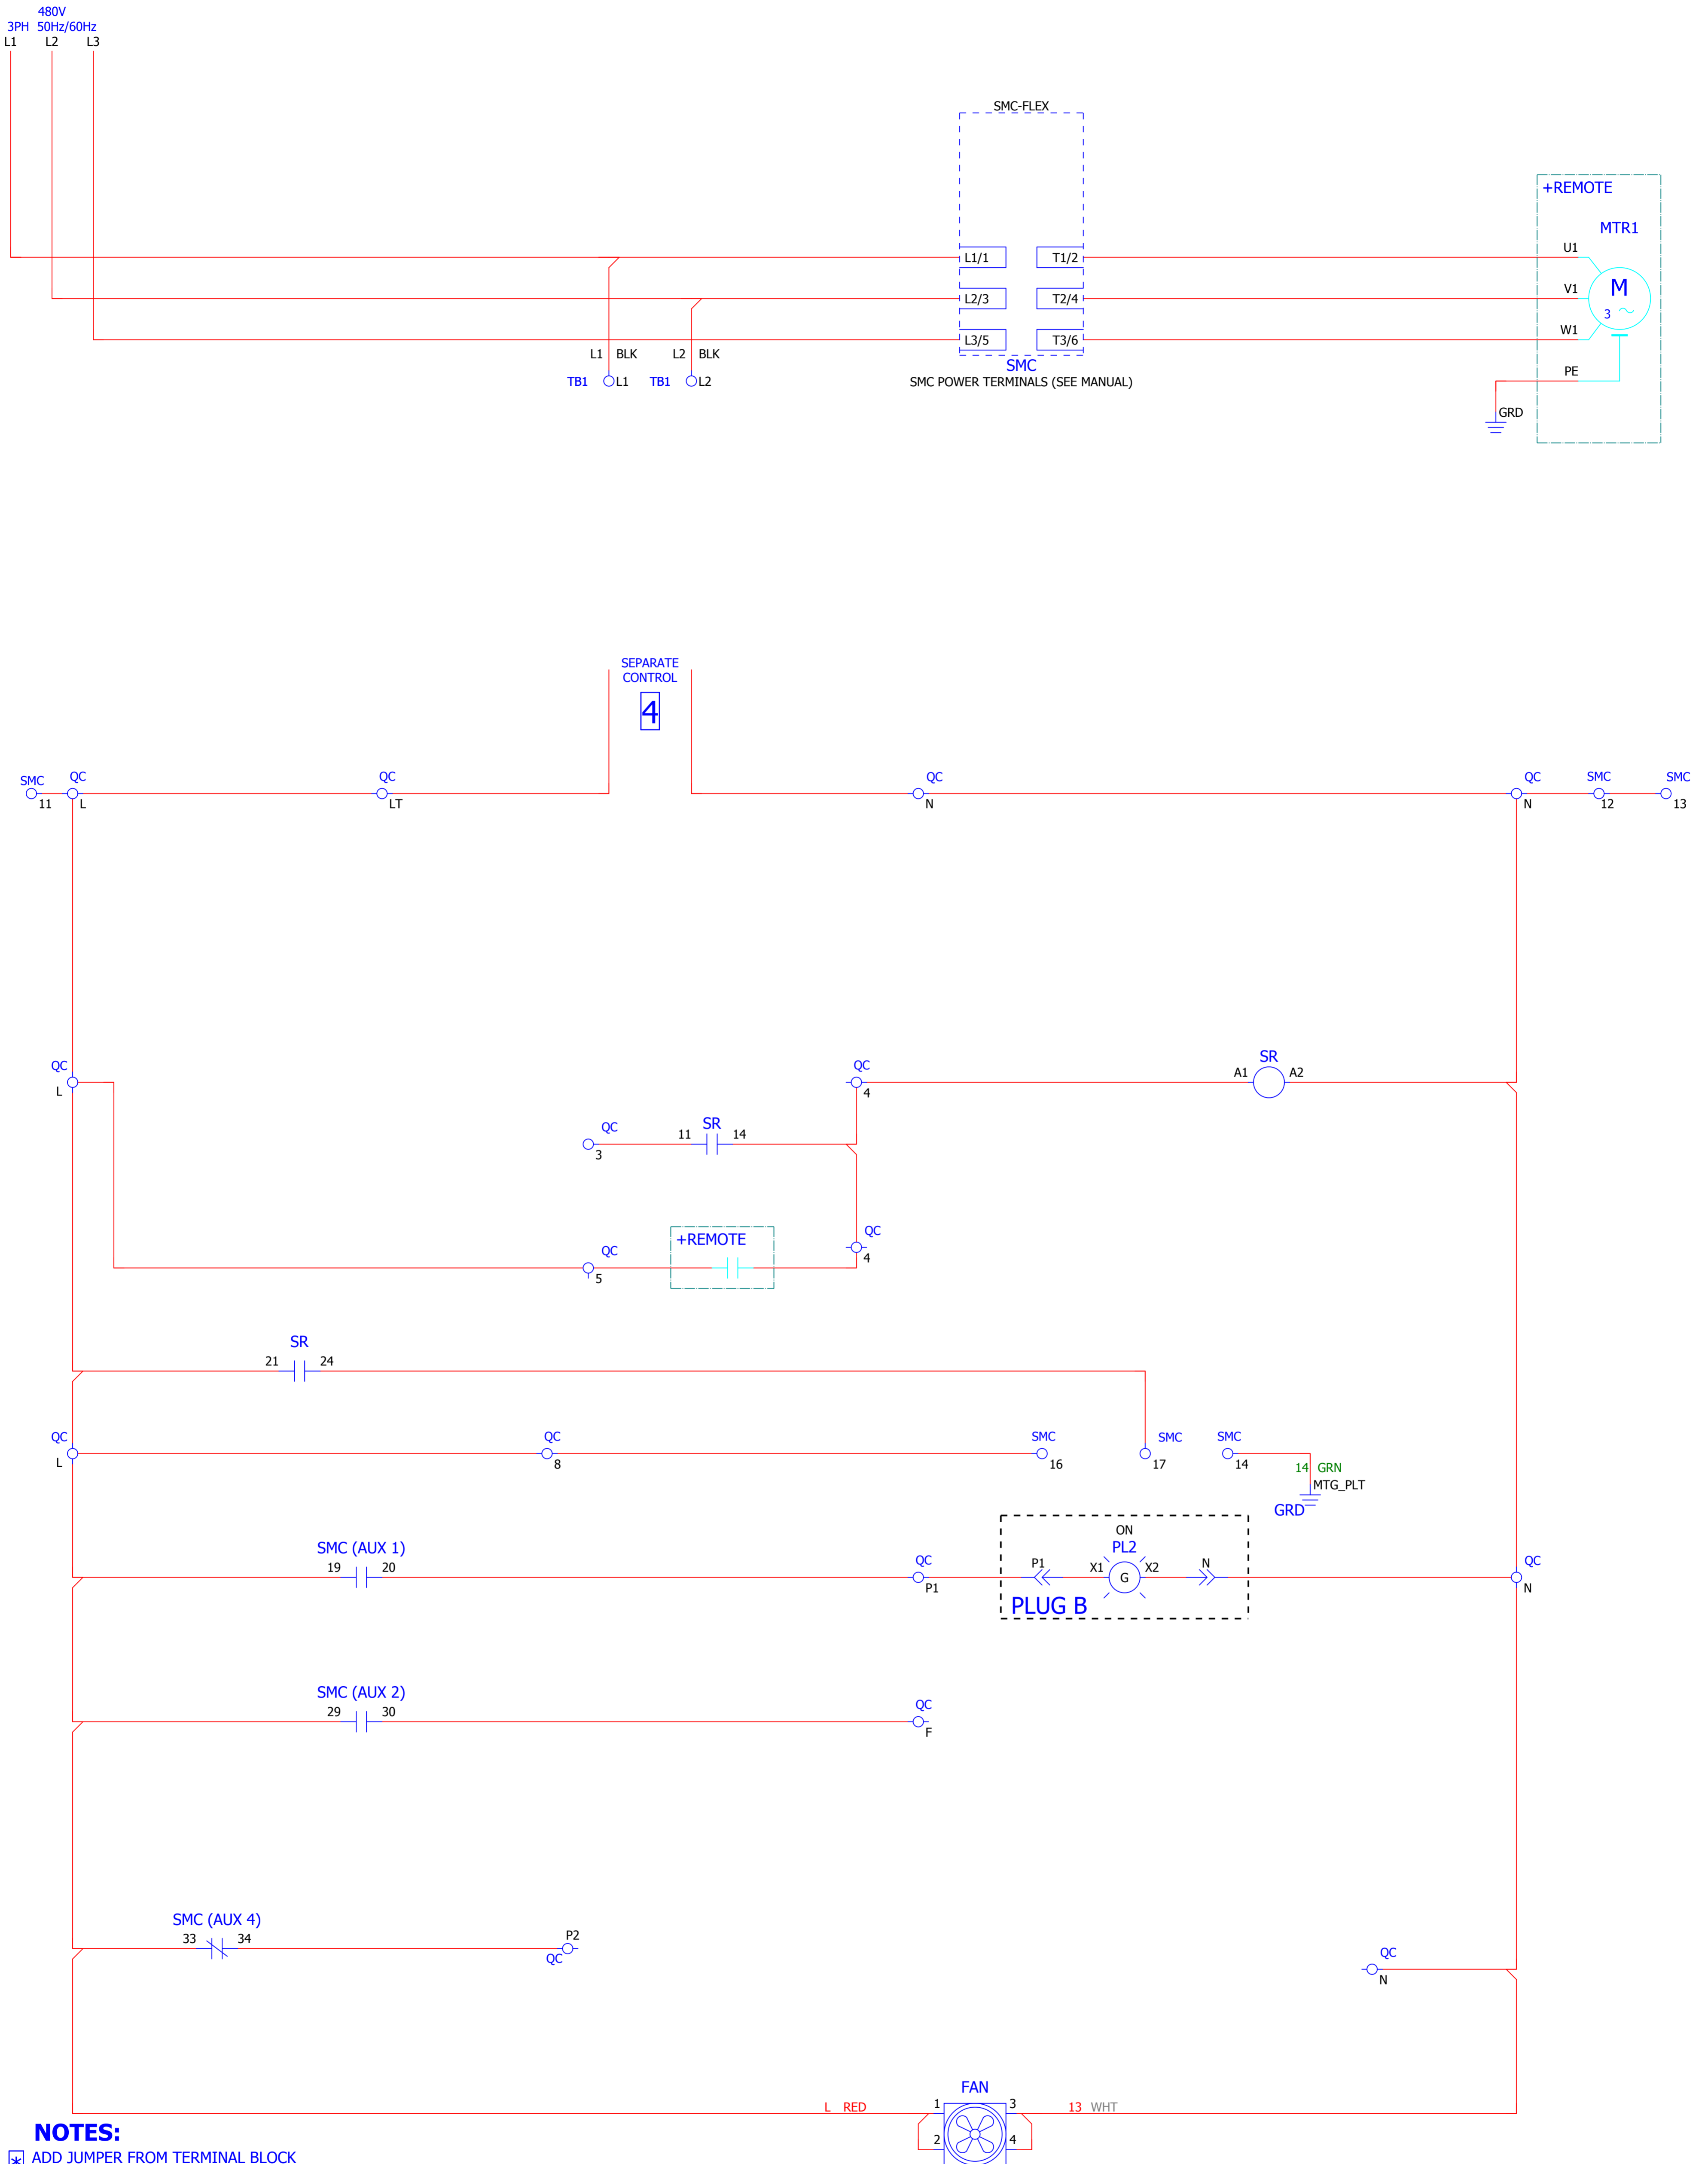 480V
3PH 50Hz/60Hz
L1 L2 L3
SMC-FLEX
+REMOTE
MTR1
L1/1 T1/2 U1
L2/3 T2/4 V1 M
3
L3/5 T3/6 W1
L1 BLK L2 BLK
SMC
PE
TB1 L1 TB1 L2
SMC POWER TERMINALS (SEE MANUAL)
GRD
SEPARATE
CONTROL
4
SMC QC QC QC QC SMC SMC
11 L LT N N 12 13
QC QC SR
L 4 A1 A2
QC 11 SR 14
3
QC +REMOTE QC
5 4
SR
21 24
QC QC SMC SMC SMC
L 8 16 17 14
14 GRN
MTG_PLT
GRD
ON
SMC (AUX 1) PL2
19 20 QC P1 X1 G X2 N QC
P1 N
PLUG B
SMC (AUX 2)
29 30 QC
F
SMC (AUX 4)
33 34 P2
QC QC
N
FAN
L RED 1 3 13 WHT
2 4
NOTES:
* ADD JUMPER FROM TERMINAL BLOCK